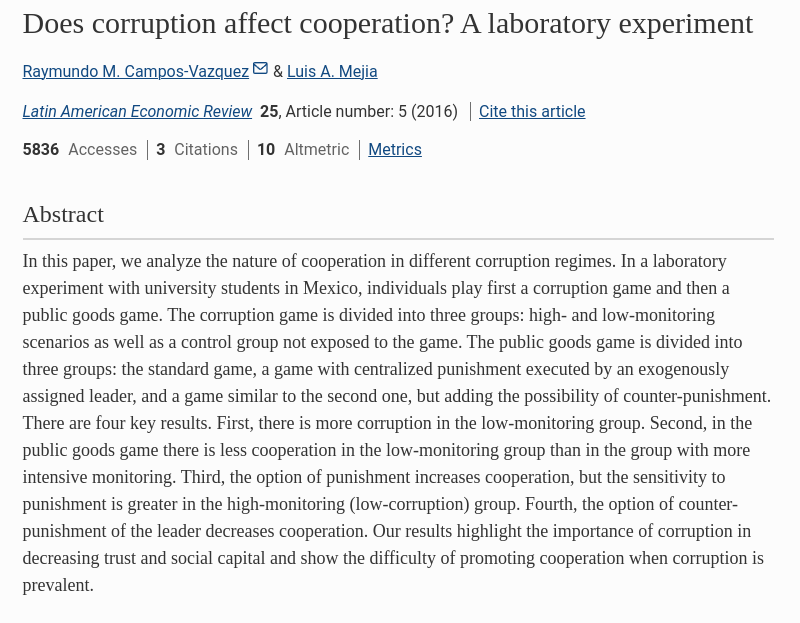 Does corruption affect cooperation? A laboratory experiment
Raymundo M. Campos-Vazquez & Luis A. Mejia
Latin American Economic Review 25, Article number: 5 (2016) | Cite this article
5836 Accesses | 3 Citations | 10 Altmetric | Metrics
Abstract
In this paper, we analyze the nature of cooperation in different corruption regimes. In a laboratory
experiment with university students in Mexico, individuals play first a corruption game and then a
public goods game. The corruption game is divided into three groups: high- and low-monitoring
scenarios as well as a control group not exposed to the game. The public goods game is divided into
three groups: the standard game, a game with centralized punishment executed by an exogenously
assigned leader, and a game similar to the second one, but adding the possibility of counter-punishment.
There are four key results. First, there is more corruption in the low-monitoring group. Second, in the
public goods game there is less cooperation in the low-monitoring group than in the group with more
intensive monitoring. Third, the option of punishment increases cooperation, but the sensitivity to
punishment is greater in the high-monitoring (low-corruption) group. Fourth, the option of counter-
punishment of the leader decreases cooperation. Our results highlight the importance of corruption in
decreasing trust and social capital and show the difficulty of promoting cooperation when corruption is
prevalent.